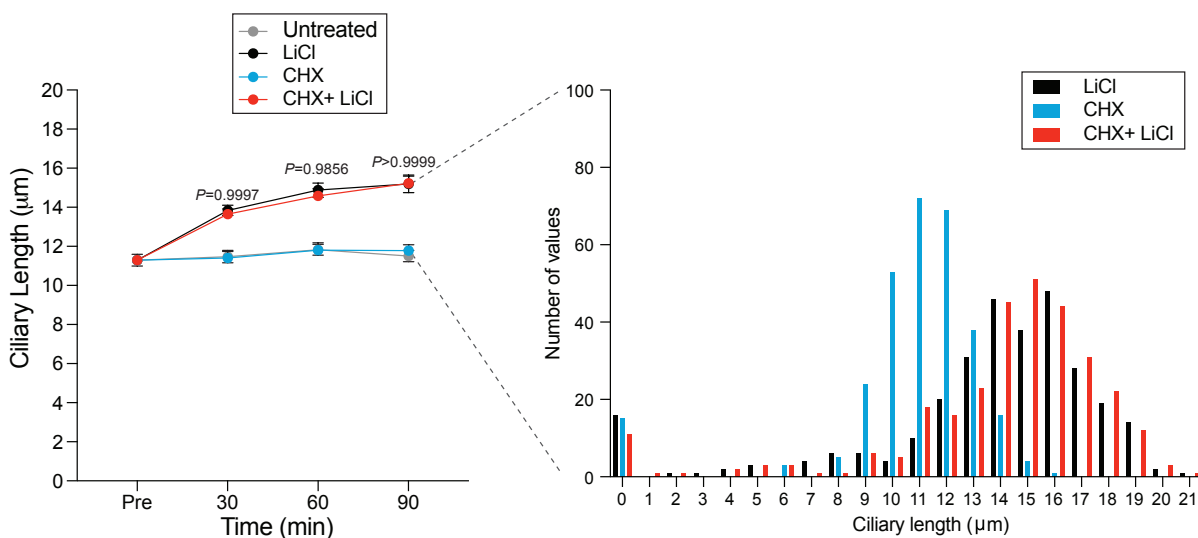 Untreated
LiCl
CHX
CHX+ LiCl
Ciliary Length (μm)
20
18
16
14
12
10
8
6
4
2
0
P=0.9997
P=0.9856
P>0.9999
Pre 30 60 90
Time (min)
LiCl
CHX
CHX+ LiCl
Number of values
100
80
60
40
20
0
0 1 2 3 4 5 6 7 8 9 10 11 12 13 14 15 16 17 18 19 20 21
Ciliary length (μm)